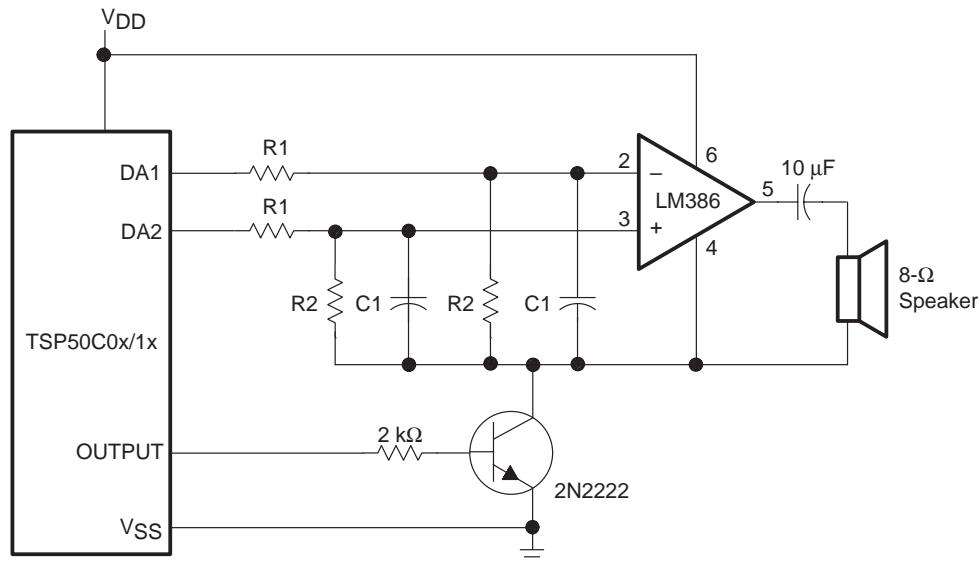 VDD
R1
DA1
2
−
6
10 μF
5
LM386
R1
DA2
3
+
4
8-Ω
Speaker
R2
C1
R2
C1
TSP50C0x/1x
2 kΩ
OUTPUT
2N2222
VSS